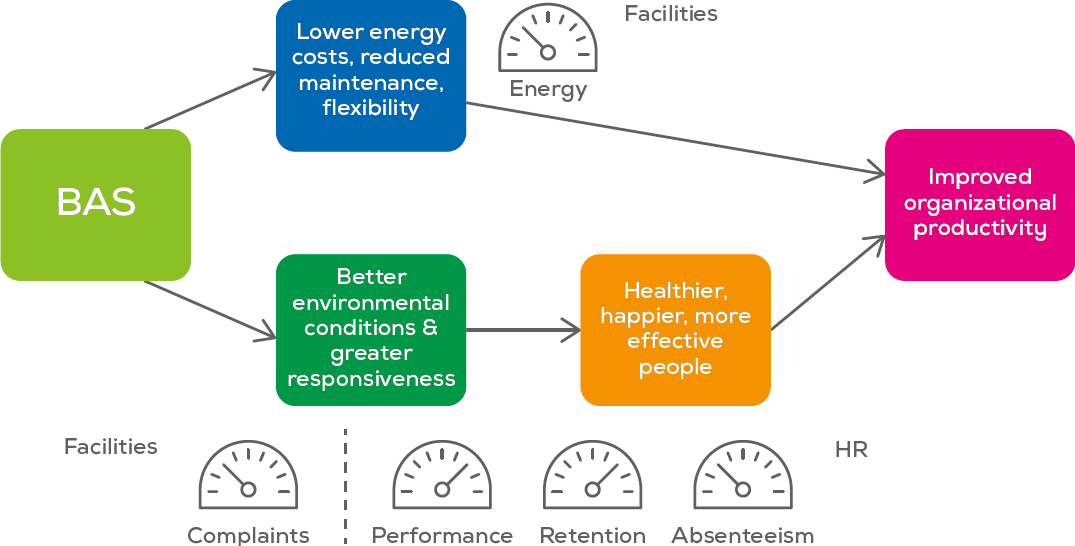 BAS
Lower energy
costs, reduced
maintenance,
flexibility
Energy
Facilities
Improved
organizational
productivity
Better
environmental
conditions &
greater
responsiveness
Healthier,
happier, more
effective
people
Facilities
Complaints
Performance
Retention
Absenteeism
HR